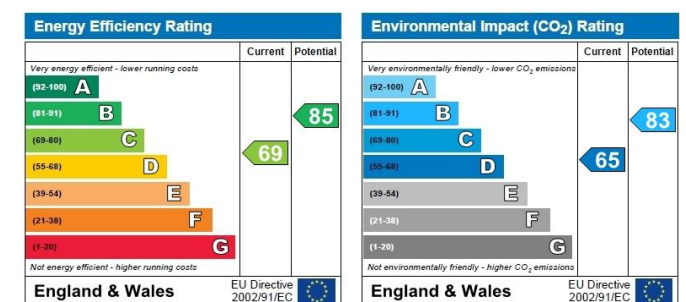 Energy Efficiency Rating
Current Potential
Very energy efficient - lower running costs
(92-100) A
(81-91) B
(69-80) C
(55-68) D
(39-54) E
(21-38) F
(1-20) G
69
85
Not energy efficient - higher running costs
England & Wales
EU Directive
2002/91/EC
Environmental Impact (CO₂) Rating
Current Potential
Very environmentally friendly - lower CO₂ emissions
(92-100) A
(81-91) B
(69-80) C
(55-68) D
(39-54) E
(21-38) F
(1-20) G
65
83
Not environmentally friendly - higher CO₂ emissions
England & Wales
EU Directive
2002/91/EC